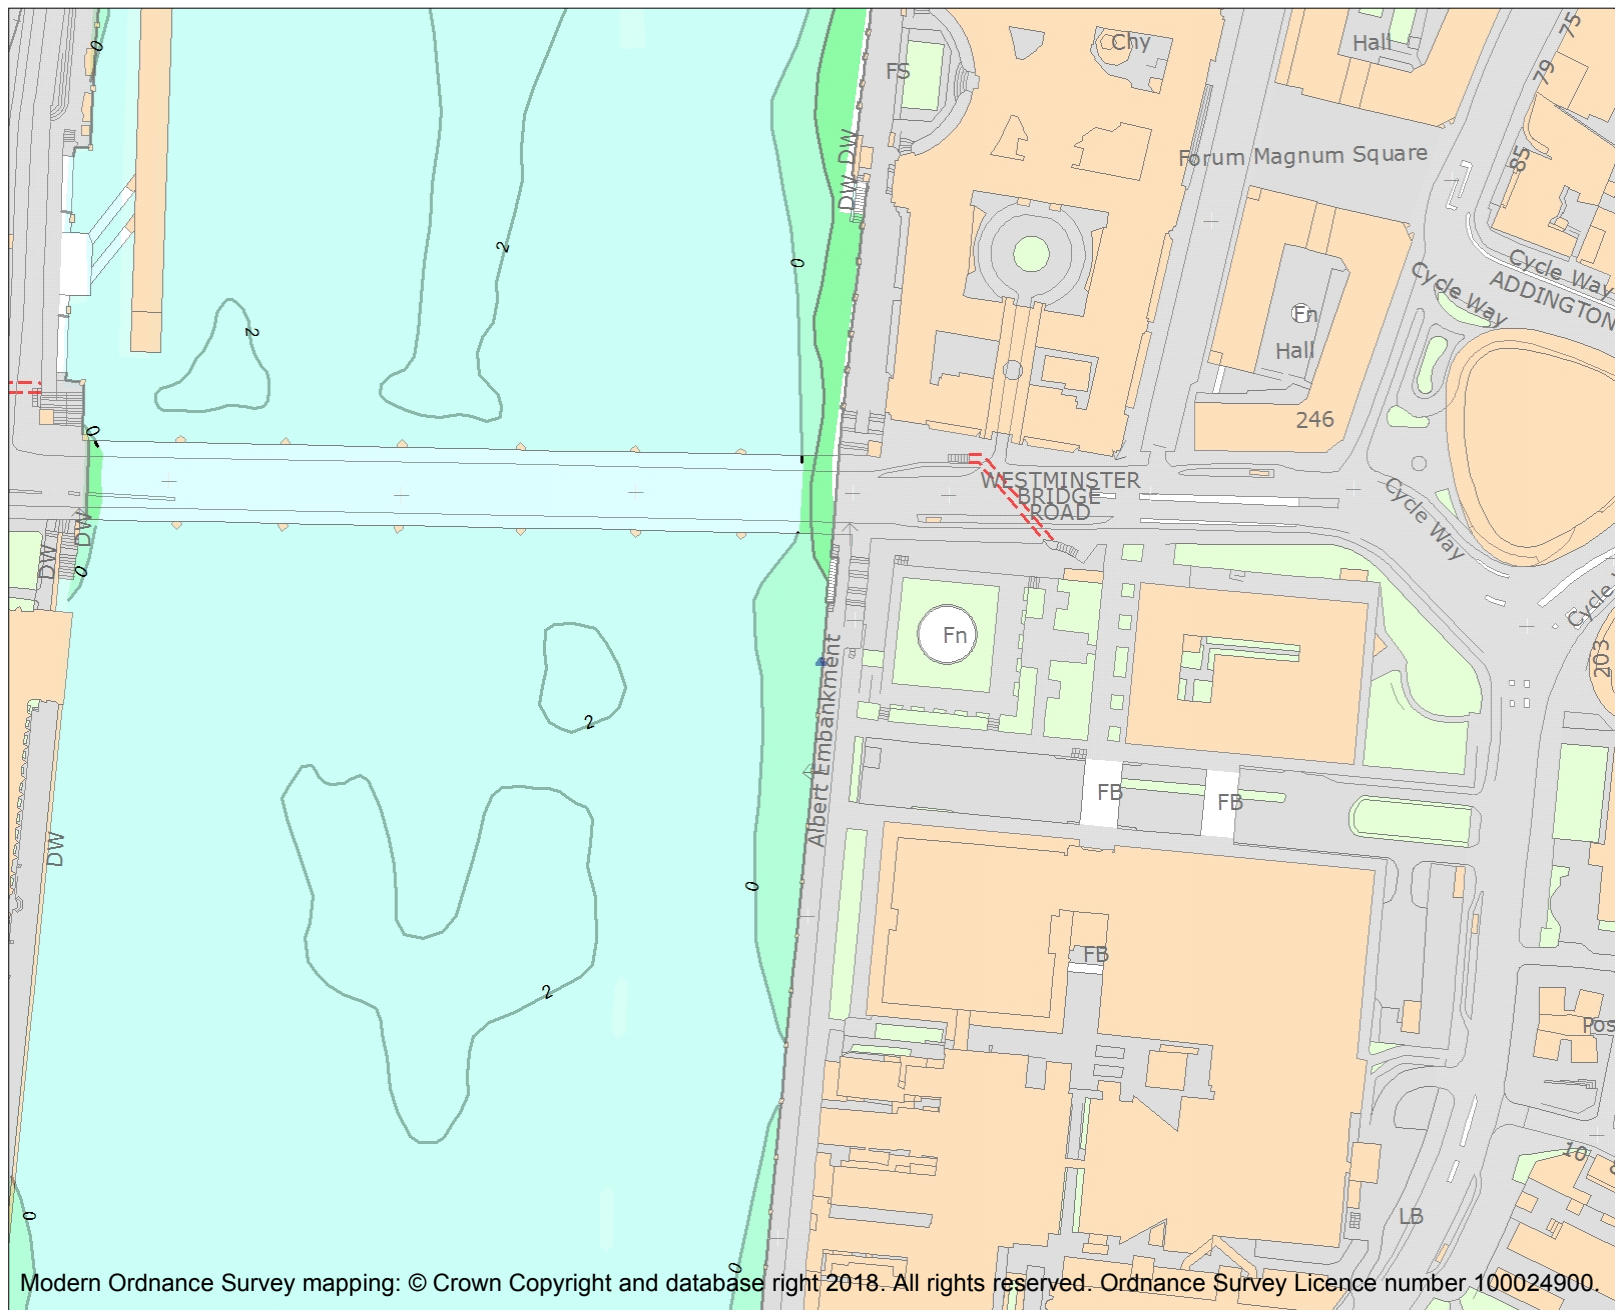 0
Chy
Hall
75
FS
79
DW DW
Forum Magnum Square
85
2
0
Cycle Way
Cycle Way
ADDINGTON
Fn
2
Hall
246
0
WESTMINSTER
BRIDGE
ROAD
Cycle Way
DW
DW
0
Cycle
Fn
203
Albert Embankment
2
FB
FB
DW
0
FB
2
Pos
10
0
LB
0
Modern Ordnance Survey mapping: © Crown Copyright and database right 2018. All rights reserved. Ordnance Survey Licence number 100024900.